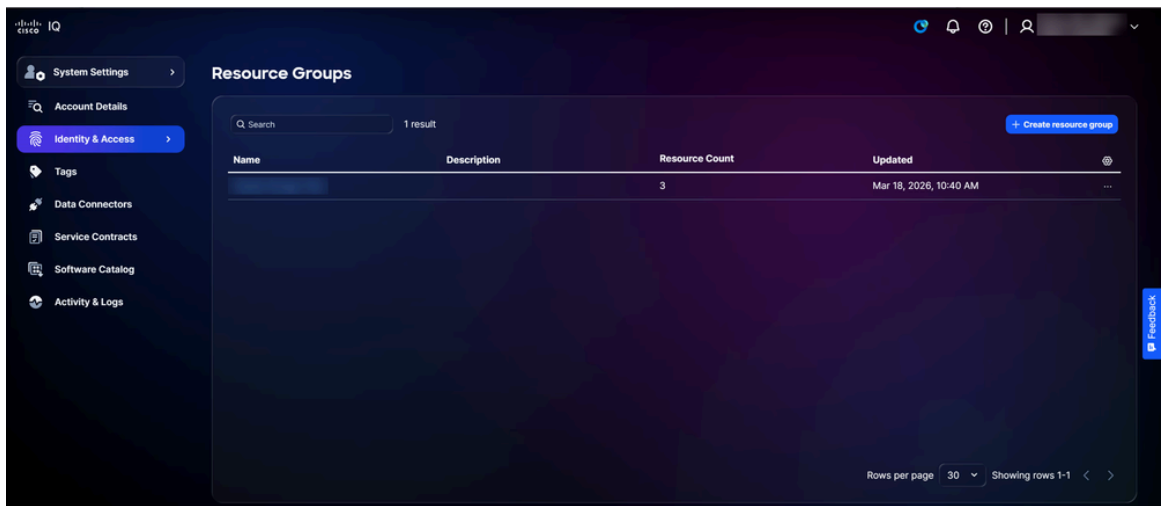 CISCO IQ
System Settings
Resource Groups
Account Details
Search
1 result
+ Create resource group
Identity & Access
Name Description Resource Count Updated
Tags
3 Mar 18, 2026, 10:40 AM ...
Data Connectors
Service Contracts
Software Catalog
Activity & Logs
Feedback
Rows per page 30 Showing rows 1-1